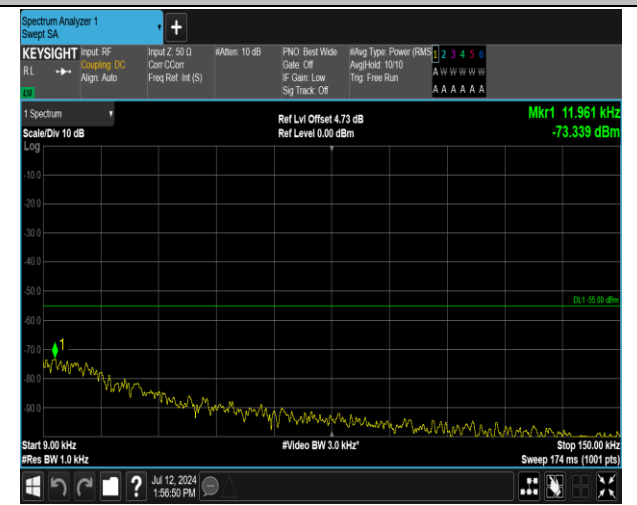 Spectrum Analyzer 1
Swept SA
+
KEYSIGHT Input: RF Input Z: 50 Ω #Atten: 10 dB PNO: Best Wide #Avg Type: Power (RMS 1 2 3 4 5 6
RL Coupling: DC Corr CCorr Gate: Off Avg|Hold: 10/10 A W W W W W
Align: Auto Freq Ref: Int (S) IF Gain: Low Trig: Free Run
Sig Track: Off A A A A A A
1 Spectrum
Ref Lvl Offset 4.73 dB Mkr1 11.961 kHz
Scale/Div 10 dB Ref Level 0.00 dBm -73.339 dBm
Log
-10.0
-20.0
-30.0
-40.0
-50.0
DL1 -55.00 dBm
-60.0
1
-70.0
-80.0
-90.0
Start 9.00 kHz #Video BW 3.0 kHz* Stop 150.00 kHz
#Res BW 1.0 kHz Sweep 174 ms (1001 pts)
? Jul 12, 2024
1:56:50 PM